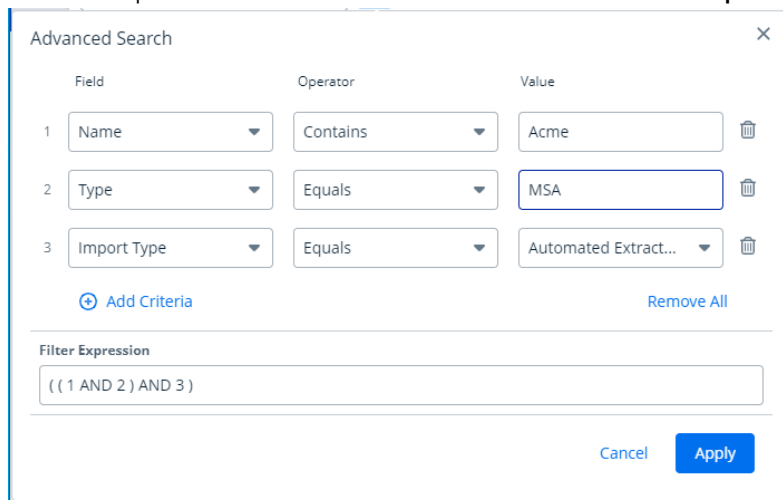 Advanced Search
Field Operator Value
1 Name Contains Acme
2 Type Equals MSA
3 Import Type Equals Automated Extract...
Add Criteria Remove All
Filter Expression
( ( 1 AND 2 ) AND 3 )
Cancel Apply